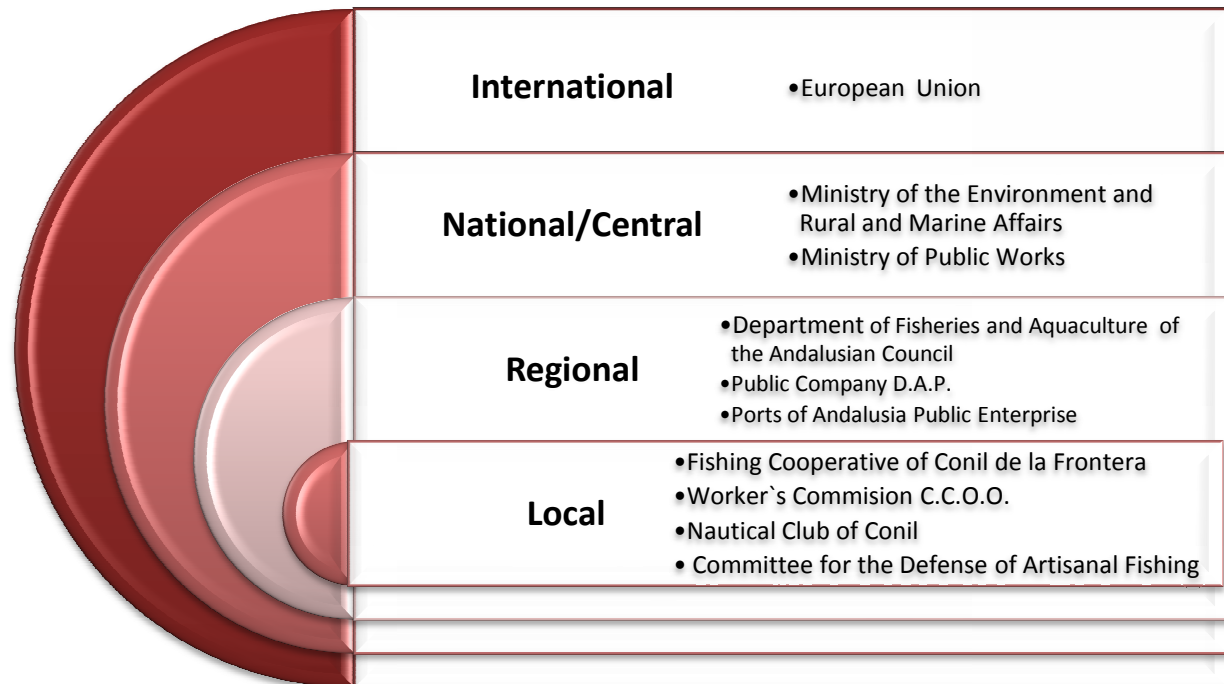 International
•European Union
National/Central
•Ministry of the Environment and
Rural and Marine Affairs
•Ministry of Public Works
Regional
•Department of Fisheries and Aquaculture of
the Andalusian Council
•Public Company D.A.P.
•Ports of Andalusia Public Enterprise
Local
•Fishing Cooperative of Conil de la Frontera
•Worker`s Commision C.C.O.O.
•Nautical Club of Conil
• Committee for the Defense of Artisanal Fishing